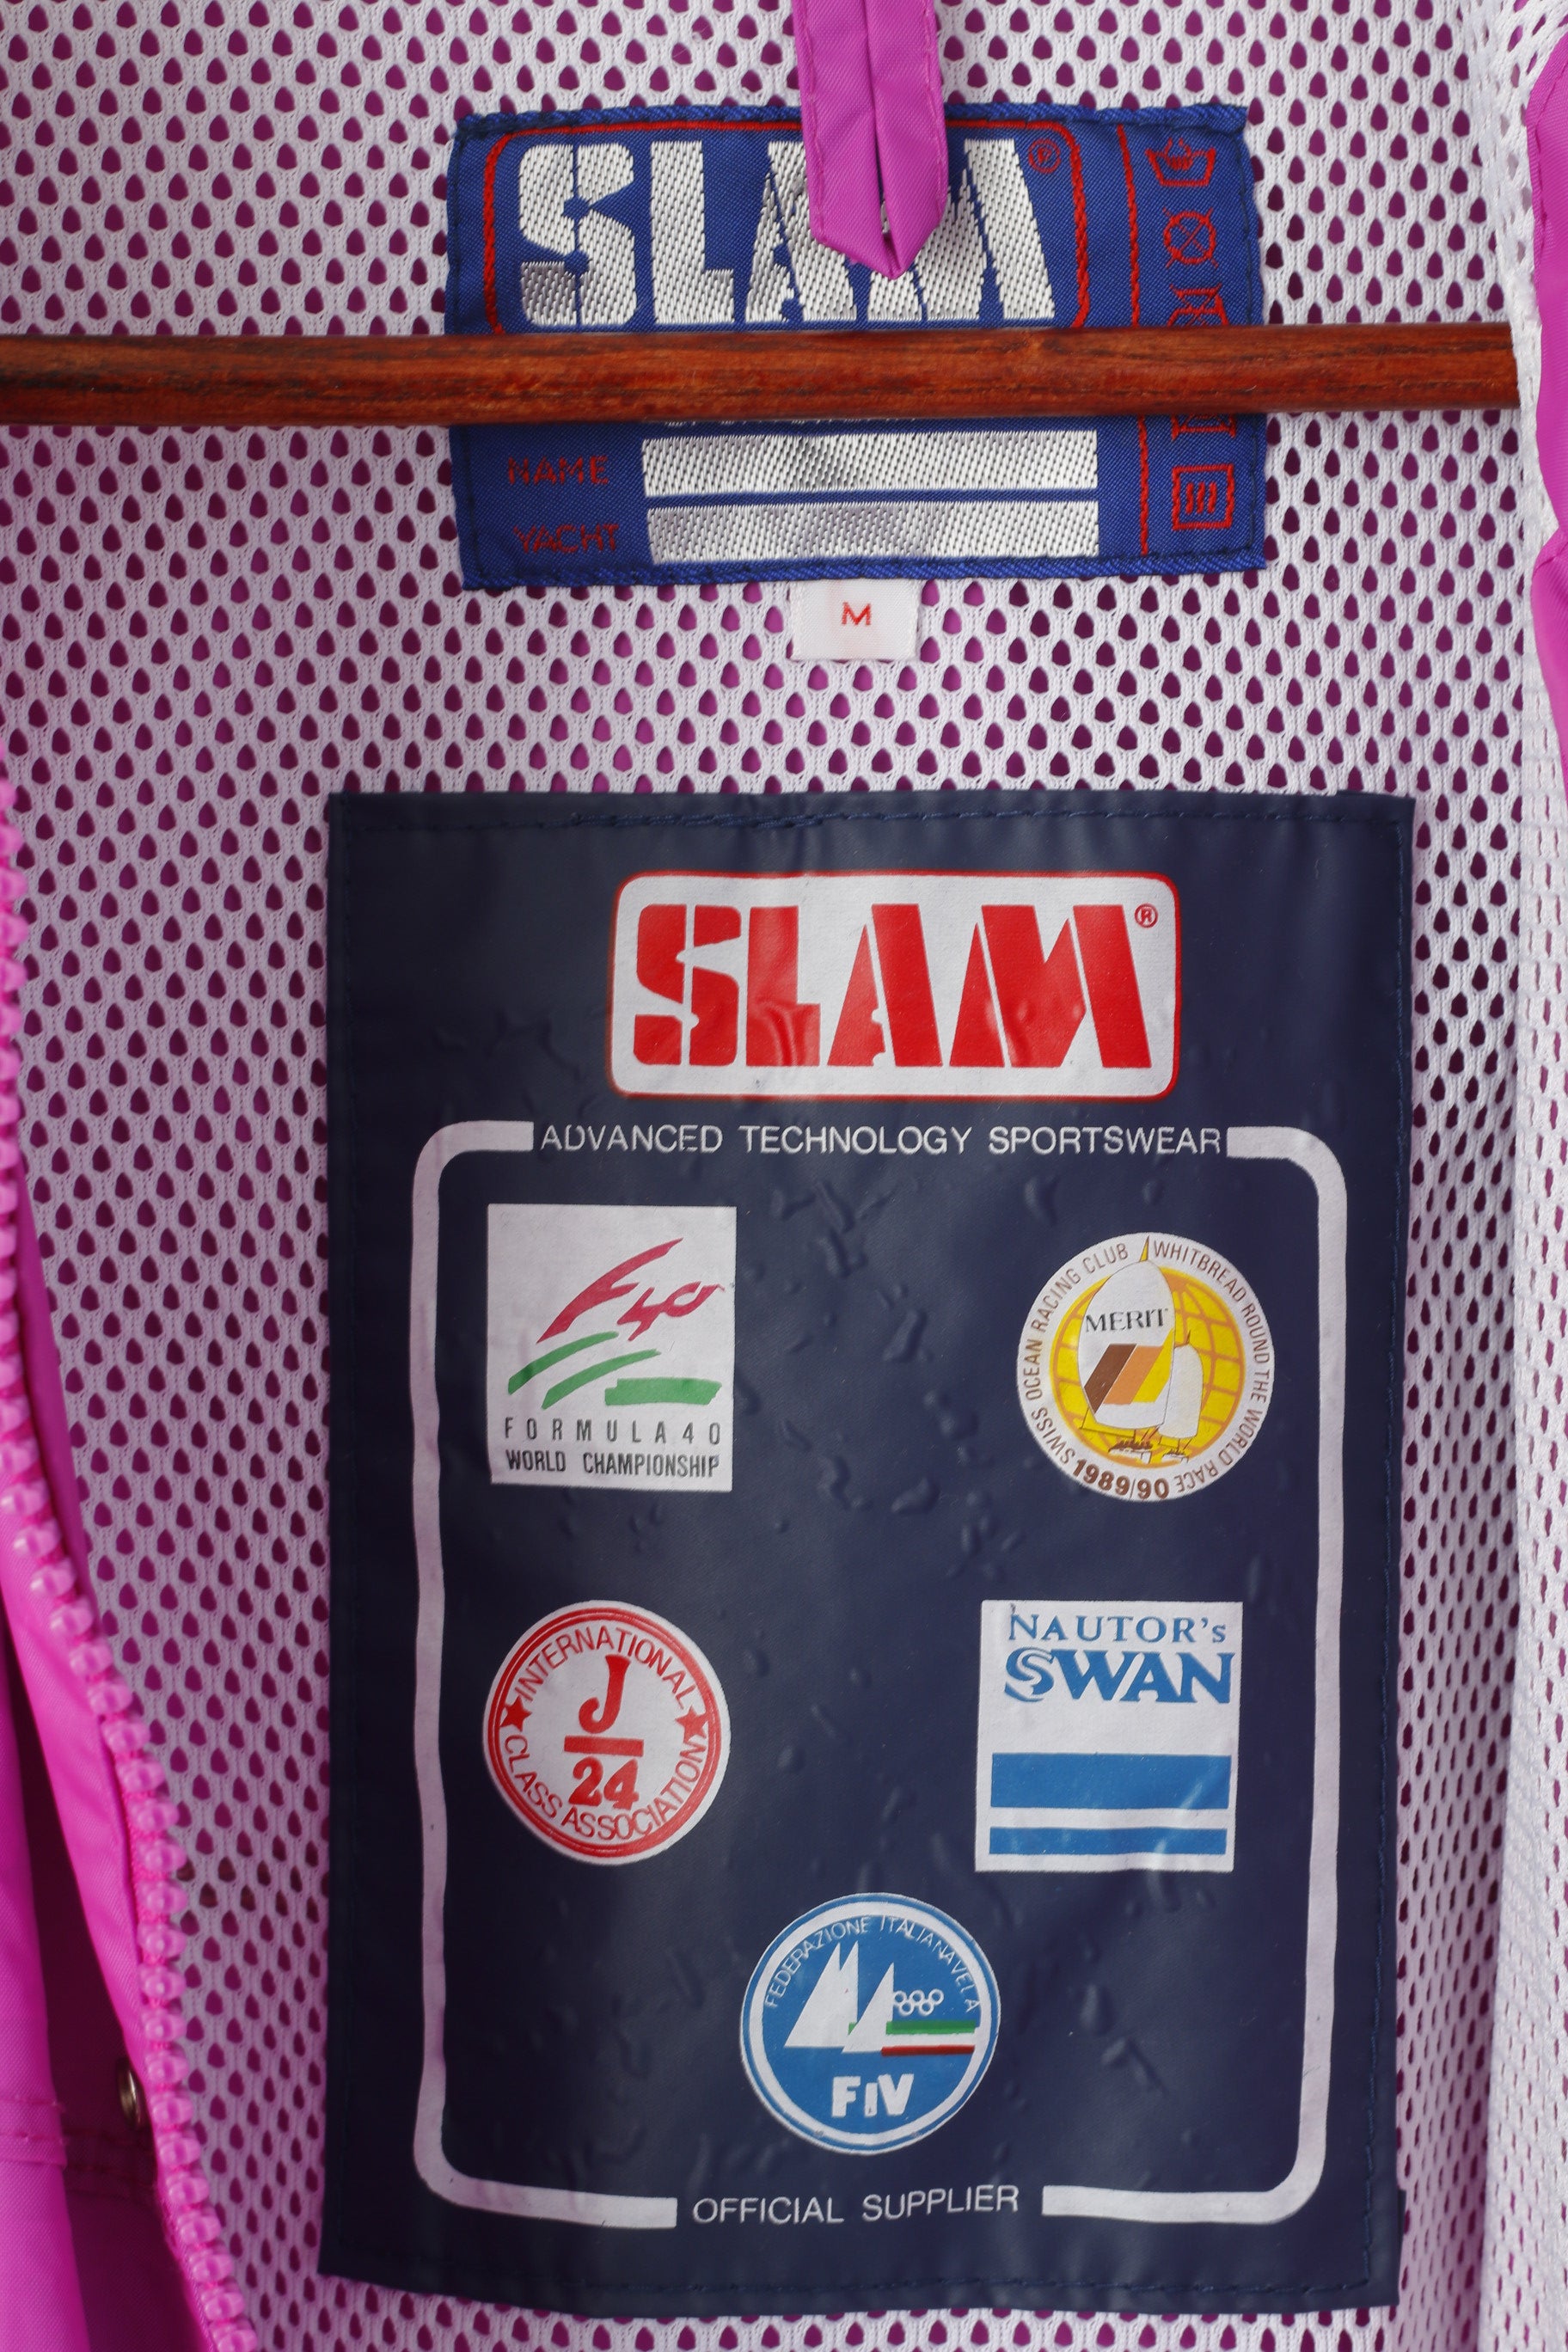 SLAM®
NAME
YACHT
M
SLAM®
ADVANCED TECHNOLOGY SPORTSWEAR
F40
FORMULA 40
WORLD CHAMPIONSHIP
SWISS OCEAN RACING CLUB WHITBREAD ROUND THE WORLD RACE
MERIT
1989/90
INTERNATIONAL
J
24
CLASS ASSOCIATION
NAUTOR's
SWAN
FEDERAZIONE ITALIANA VELA
FIV
OFFICIAL SUPPLIER